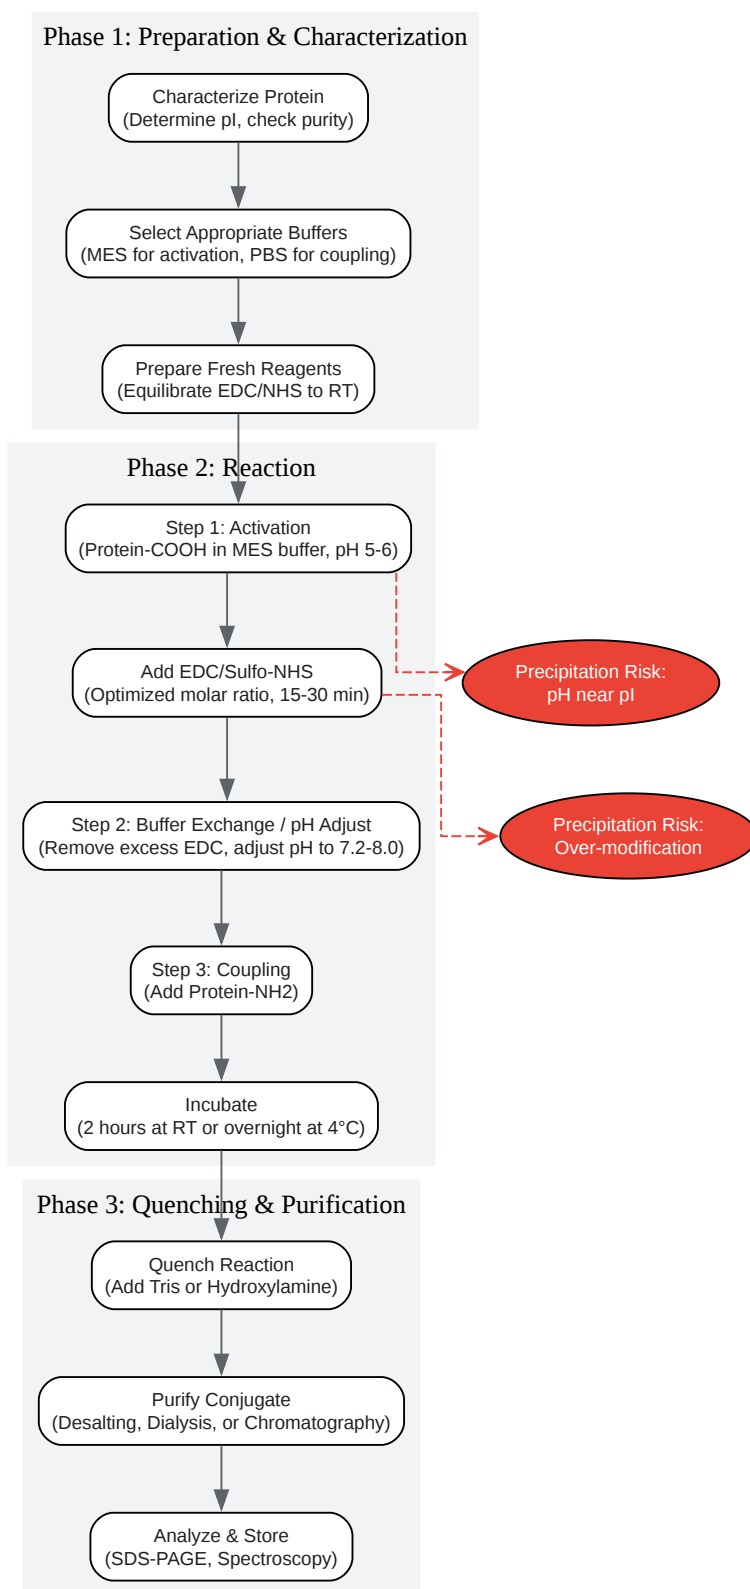 Phase 1: Preparation & Characterization
Characterize Protein
(Determine pI, check purity)
Select Appropriate Buffers
(MES for activation, PBS for coupling)
Prepare Fresh Reagents
(Equilibrate EDC/NHS to RT)
Phase 2: Reaction
Step 1: Activation
(Protein-COOH in MES buffer, pH 5-6)
Add EDC/Sulfo-NHS
(Optimized molar ratio, 15-30 min)
Precipitation Risk:
pH near pI
Step 2: Buffer Exchange / pH Adjust
(Remove excess EDC, adjust pH to 7.2-8.0)
Precipitation Risk:
Over-modification
Step 3: Coupling
(Add Protein-NH2)
Incubate
(2 hours at RT or overnight at 4°C)
Phase 3: Quenching & Purification
Quench Reaction
(Add Tris or Hydroxylamine)
Purify Conjugate
(Desalting, Dialysis, or Chromatography)
Analyze & Store
(SDS-PAGE, Spectroscopy)